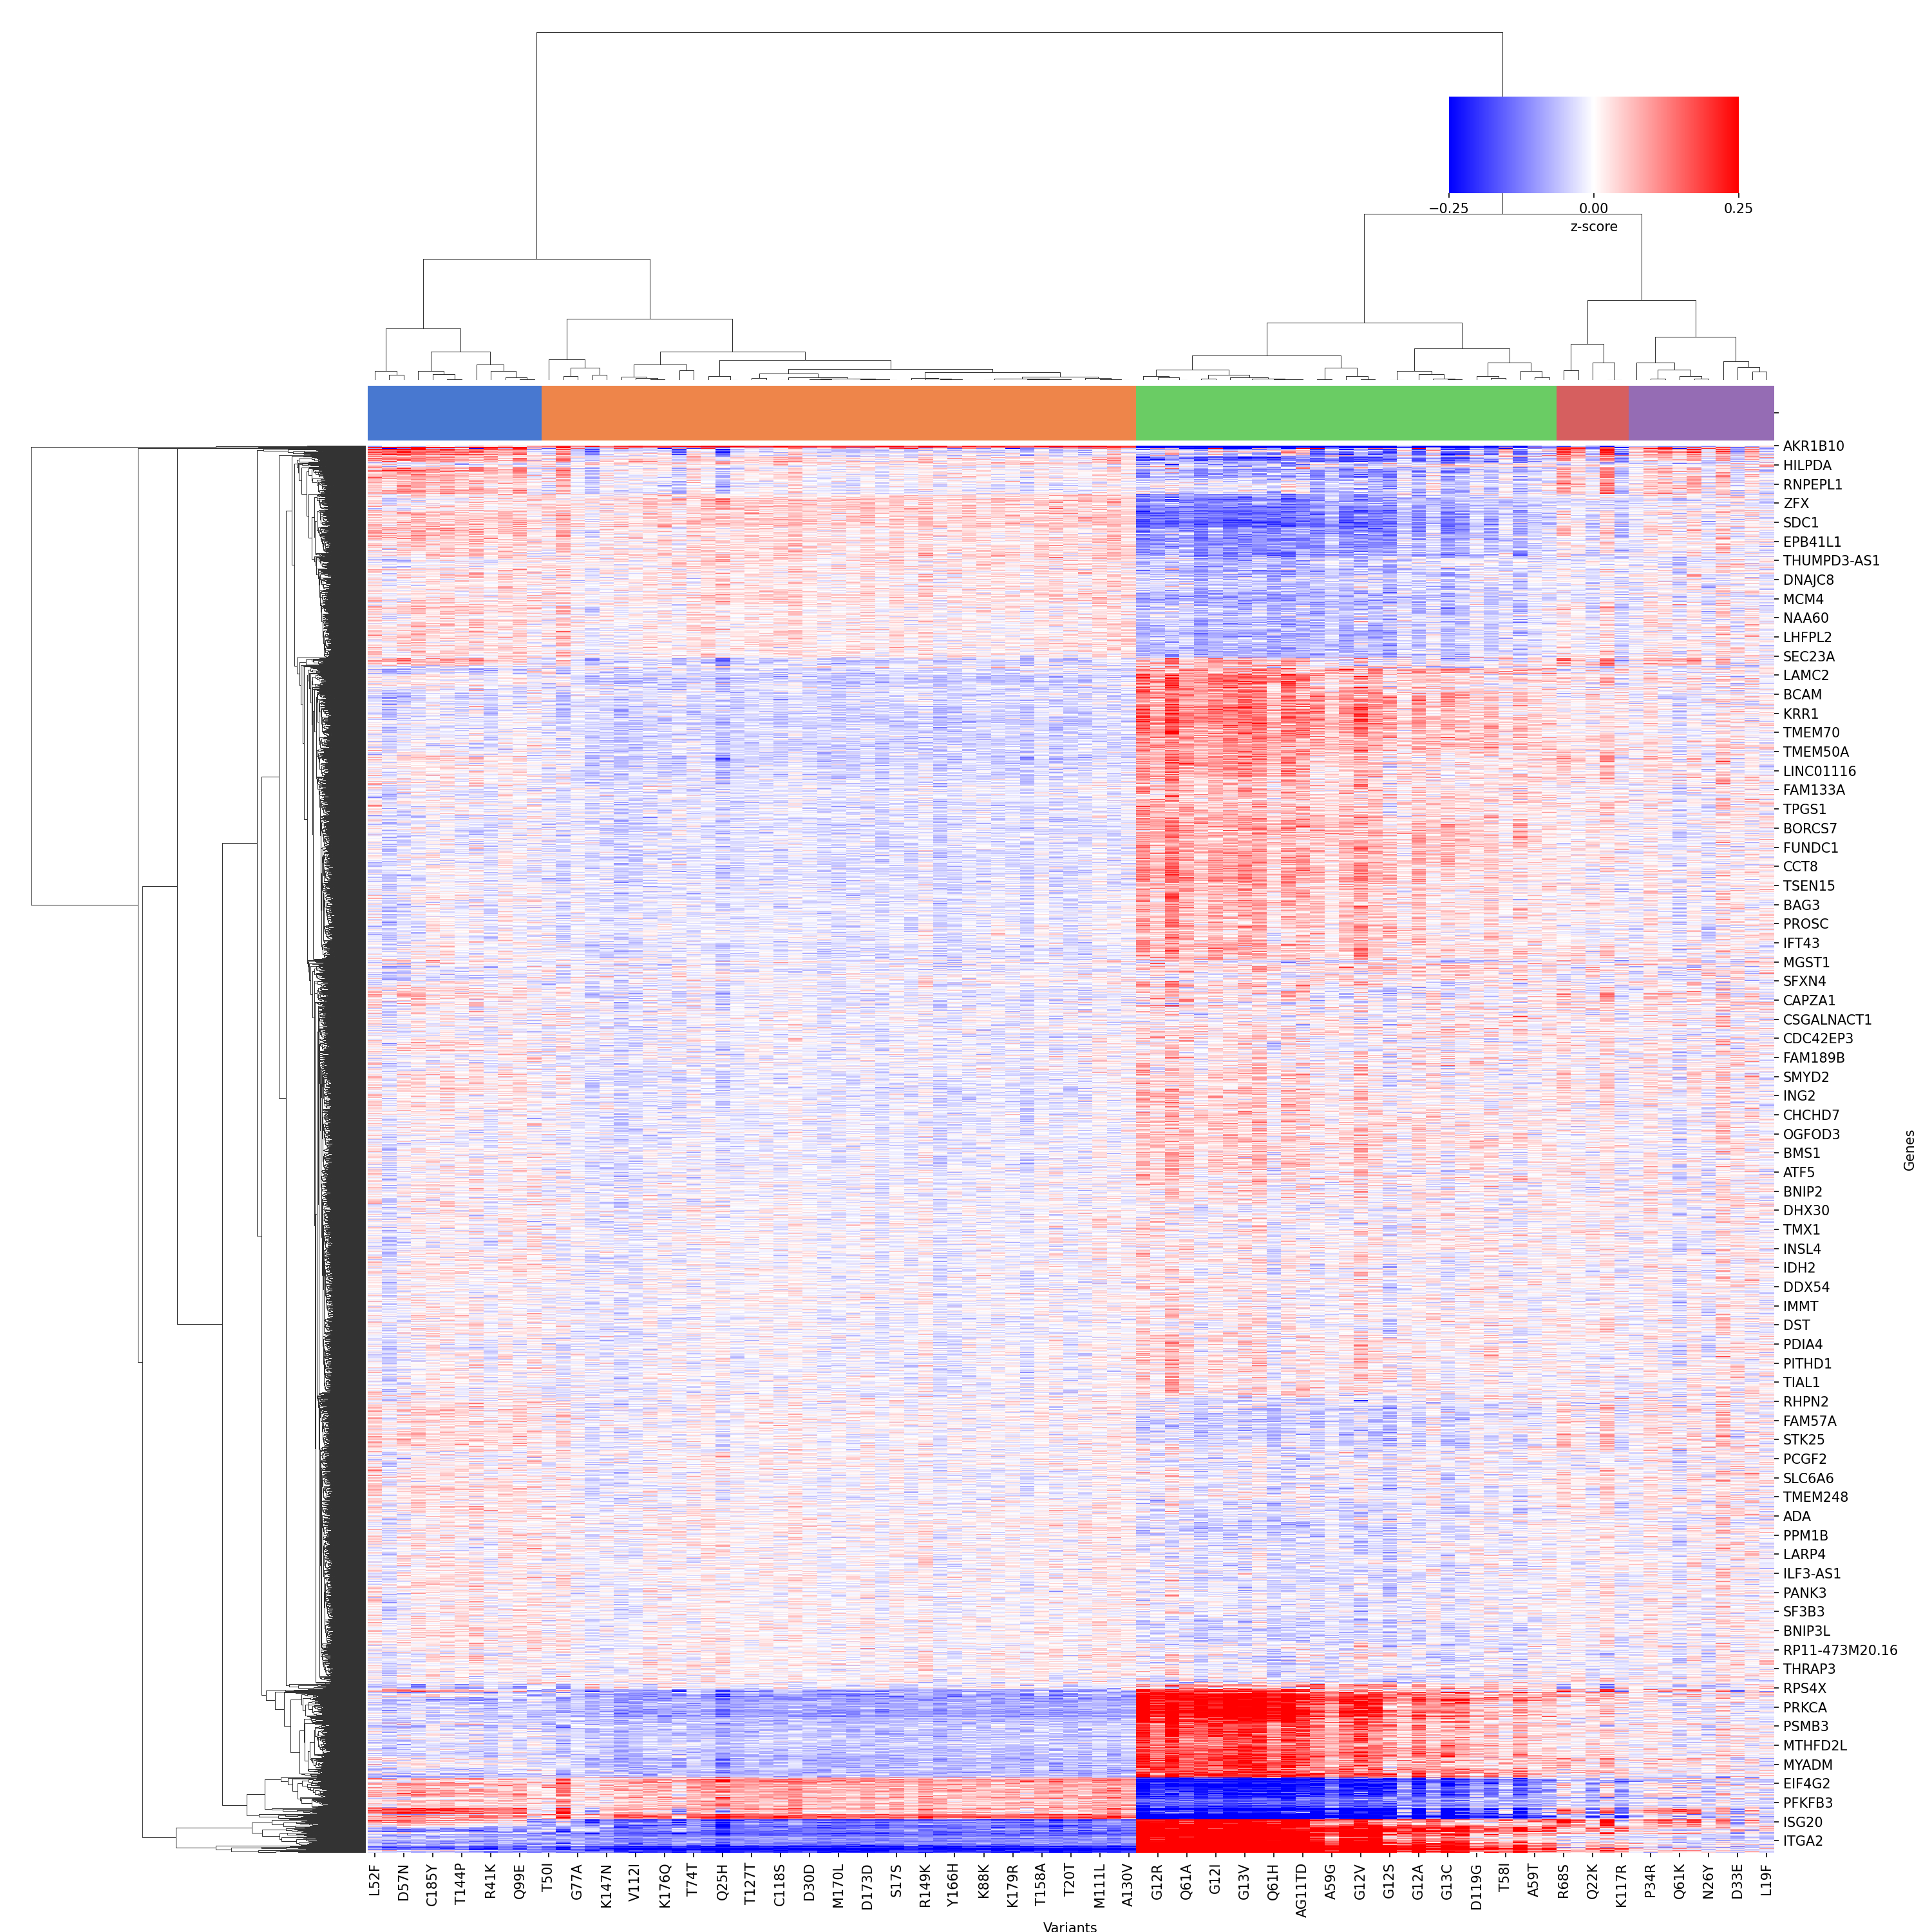 −0.25 0.00 0.25
z-score
AKR1B10
HILPDA
RNPEPL1
ZFX
SDC1
EPB41L1
THUMPD3-AS1
DNAJC8
MCM4
NAA60
LHFPL2
SEC23A
LAMC2
BCAM
KRR1
TMEM70
TMEM50A
LINC01116
FAM133A
TPGS1
BORCS7
FUNDC1
CCT8
TSEN15
BAG3
PROSC
IFT43
MGST1
SFXN4
CAPZA1
CSGALNACT1
CDC42EP3
FAM189B
SMYD2
ING2
CHCHD7
OGFOD3
BMS1
ATF5
BNIP2
DHX30
TMX1
INSL4
IDH2
DDX54
IMMT
DST
PDIA4
PITHD1
TIAL1
RHPN2
FAM57A
STK25
PCGF2
SLC6A6
TMEM248
ADA
PPM1B
LARP4
ILF3-AS1
PANK3
SF3B3
BNIP3L
RP11-473M20.16
THRAP3
RPS4X
PRKCA
PSMB3
MTHFD2L
MYADM
EIF4G2
PFKFB3
ISG20
ITGA2
Genes
L52F
D57N
C185Y
T144P
R41K
Q99E
T50I
G77A
K147N
V112I
K176Q
T74T
Q25H
T127T
C118S
D30D
M170L
D173D
S17S
R149K
Y166H
K88K
K179R
T158A
T20T
M111L
A130V
G12R
Q61A
G12I
G13V
Q61H
AG11TD
A59G
G12V
G12S
G12A
G13C
D119G
T58I
A59T
R68S
Q22K
K117R
P34R
Q61K
N26Y
D33E
L19F
Variants